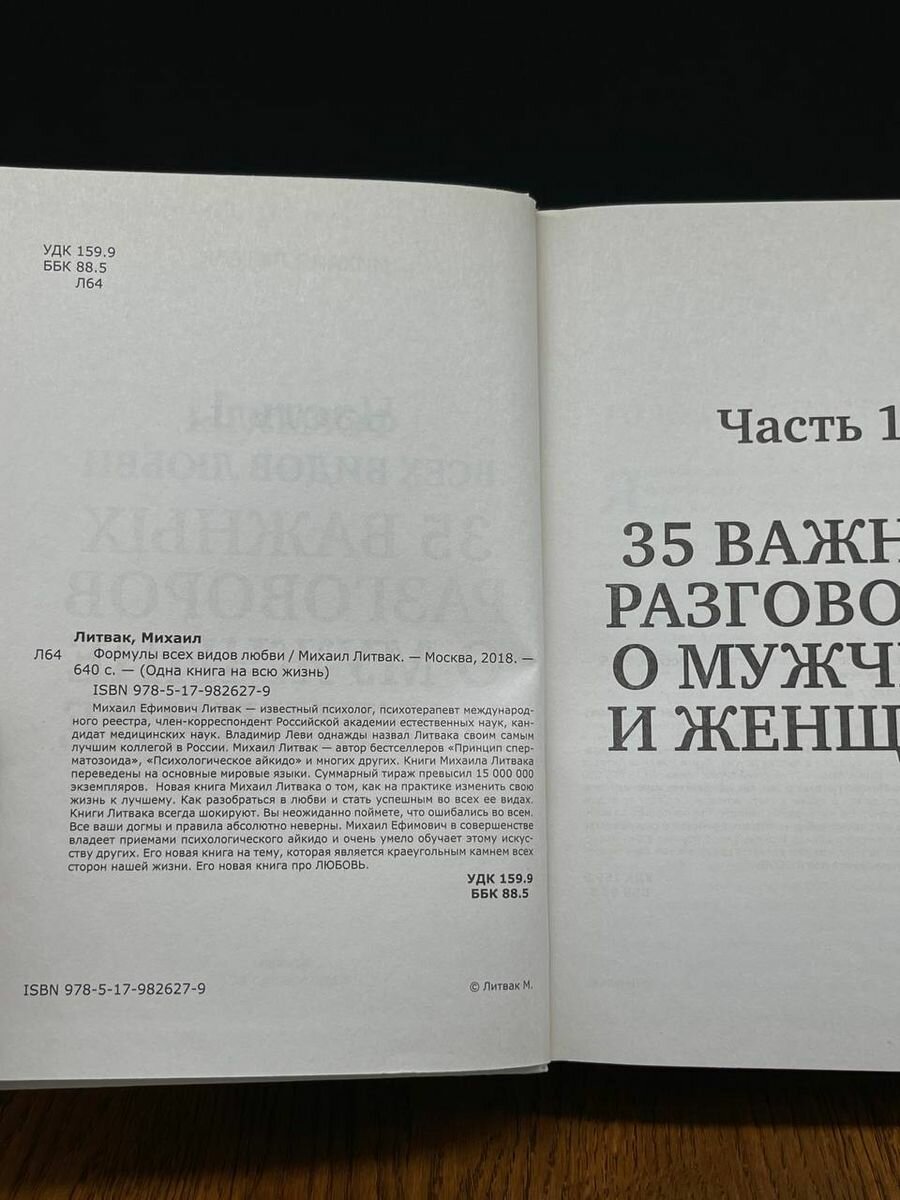 УДК 159.9
ББК 88.5
Л64
Литвак, Михаил
Л64 Формулы всех видов любви / Михаил Литвак. — Москва, 2018. —
640 с. — (Одна книга на всю жизнь)
ISBN 978-5-17-982627-9
Михаил Ефимович Литвак — известный психолог, психотерапевт международ-
ного реестра, член-корреспондент Российской академии естественных наук, кан-
дидат медицинских наук. Владимир Леви однажды назвал Литвака своим самым
лучшим коллегой в России. Михаил Литвак — автор бестселлеров «Принцип спер-
матозоида», «Психологическое айкидо» и многих других. Книги Михаила Литвака
переведены на основные мировые языки. Суммарный тираж превысил 15 000 000
экземпляров. Новая книга Михаила Литвака о том, как на практике изменить свою
жизнь к лучшему. Как разобраться в любви и стать успешным во всех ее видах.
Книги Литвака всегда шокируют. Вы неожиданно поймете, что ошибались во всем.
Все ваши догмы и правила абсолютно неверны. Михаил Ефимович в совершенстве
владеет приемами психологического айкидо и очень умело обучает этому искус-
ству других. Его новая книга на тему, которая является краеугольным камнем всех
сторон нашей жизни. Его новая книга про ЛЮБОВЬ.
УДК 159.9
ББК 88.5
ISBN 978-5-17-982627-9
© Литвак М.
Часть 1
35 ВАЖН
РАЗГОВО
О МУЖЧ
И ЖЕНЩ